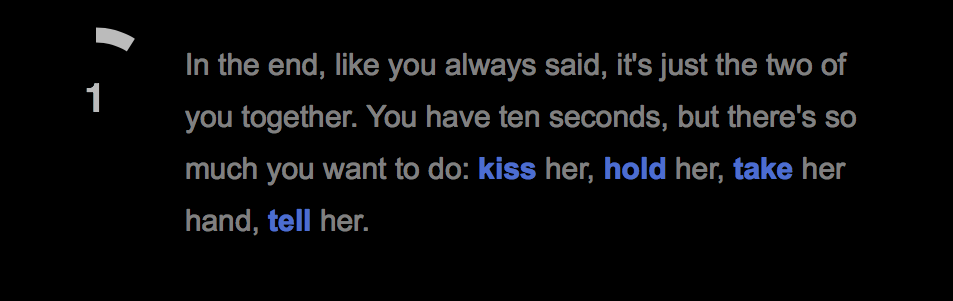 1
In the end, like you always said, it's just the two of
you together. You have ten seconds, but there's so
much you want to do: kiss her, hold her, take her
hand, tell her.